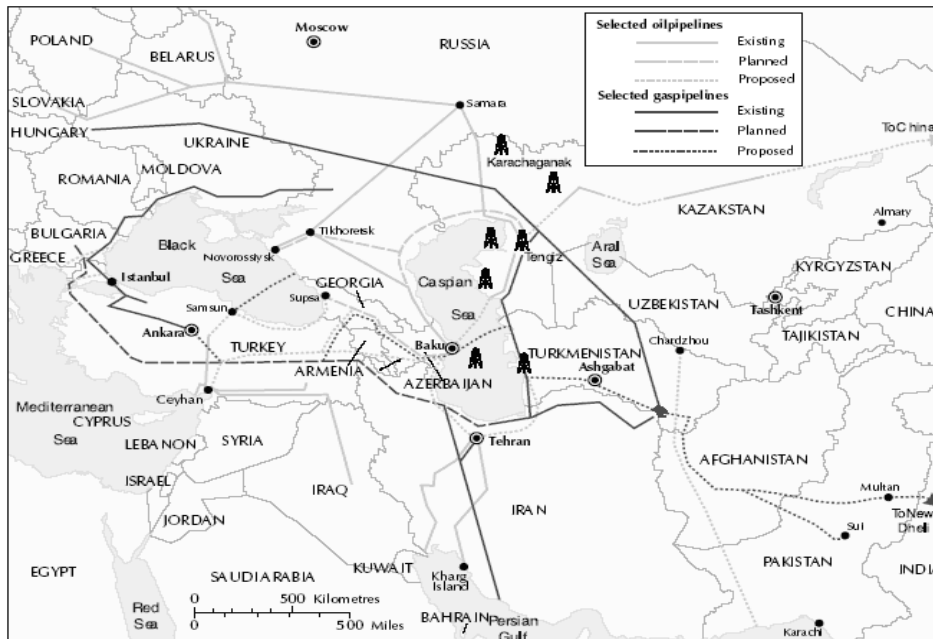 Moscow
POLAND
RUSSIA
BELARUS
SLOVAKIA
HUNGARY
UKRAINE
MOLDOVA
ROMANIA
BULGARIA
GREECE
Samara
Karachaganak
Selected oilpipelines
Existing
Planned
Proposed
Selected gaspipelines
Existing
Planned
Proposed
ToChina
KAZAKSTAN
Almaty
KYRGYZSTAN
CHINA
Tikhoretsk
Novorossiysk
Black
Sea
Istanbul
GEORGIA
Supsa
Samsun
Caspian
Sea
Tengiz
Aral
Sea
UZBEKISTAN
Tashkent
TAJIKISTAN
Chardzhou
Ankara
TURKEY
Baku
TURKMENISTAN
Ashgabat
ARMENIA
AZERBAIJAN
Ceyhan
Mediterranean
Sea
CYPRUS
LEBANON
SYRIA
ISRAEL
JORDAN
IRAQ
Tehran
IRAN
AFGHANISTAN
Multan
ToNew
Dheli
Sui
PAKISTAN
INDI
EGYPT
SAUDI ARABIA
KUWAIT
Kharg
Island
BAHRAIN
Persian
Gulf
Red
Sea
0 500 Kilometres
0 500 Miles
Karachi